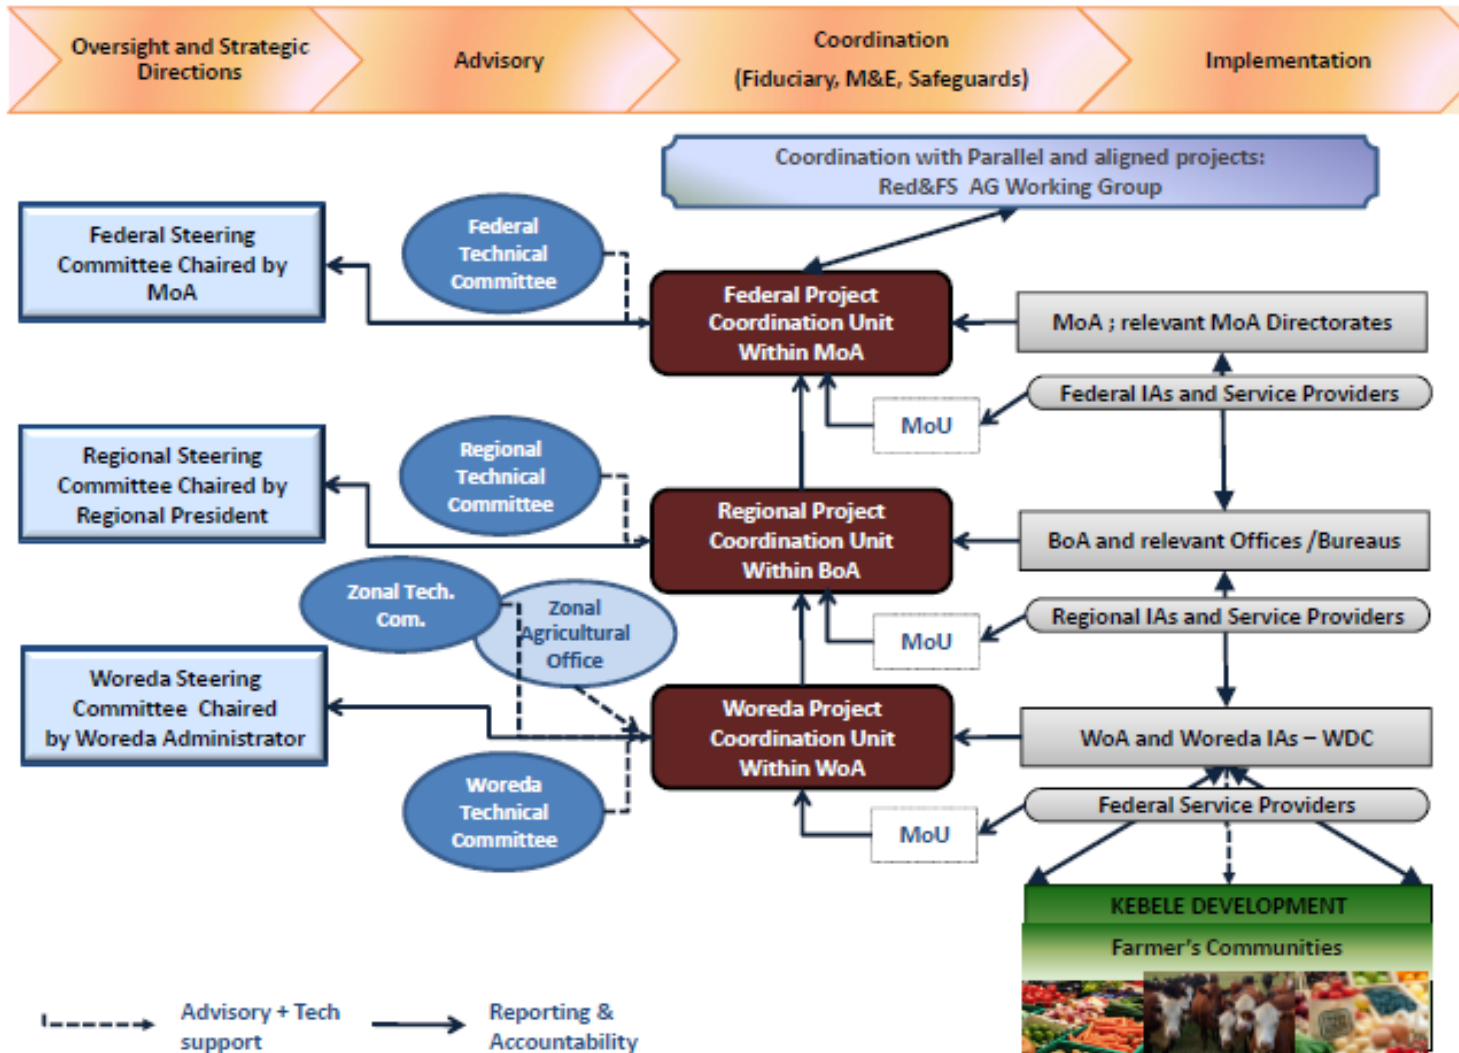 Oversight and Strategic
Directions
Advisory
Coordination
(Fiduciary, M&E, Safeguards)
Implementation
Coordination with Parallel and aligned projects:
Red&FS AG Working Group
Federal Steering
Committee Chaired by
MoA
Federal
Technical
Committee
Federal Project
Coordination Unit
Within MoA
MoA ; relevant MoA Directorates
Federal IAs and Service Providers
MoU
Regional Steering
Committee Chaired by
Regional President
Regional
Technical
Committee
Regional Project
Coordination Unit
Within BoA
BoA and relevant Offices /Bureaus
Zonal Tech.
Com.
Zonal
Agricultural
Office
MoU
Regional IAs and Service Providers
Woreda Steering
Committee Chaired
by Woreda Administrator
Woreda Project
Coordination Unit
Within WoA
WoA and Woreda IAs – WDC
Woreda
Technical
Committee
MoU
Federal Service Providers
KEBELE DEVELOPMENT
Farmer's Communities
Advisory + Tech
support
Reporting &
Accountability